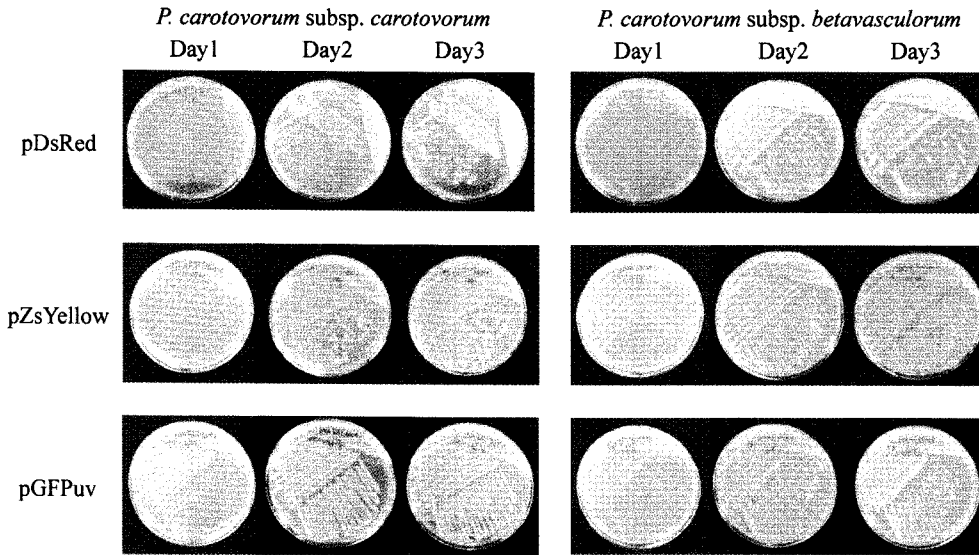 P. carotovorum subsp. carotovorum
Day1 Day2 Day3
P. carotovorum subsp. betavasculorum
Day1 Day2 Day3
pDsRed
pZsYellow
pGFPuv